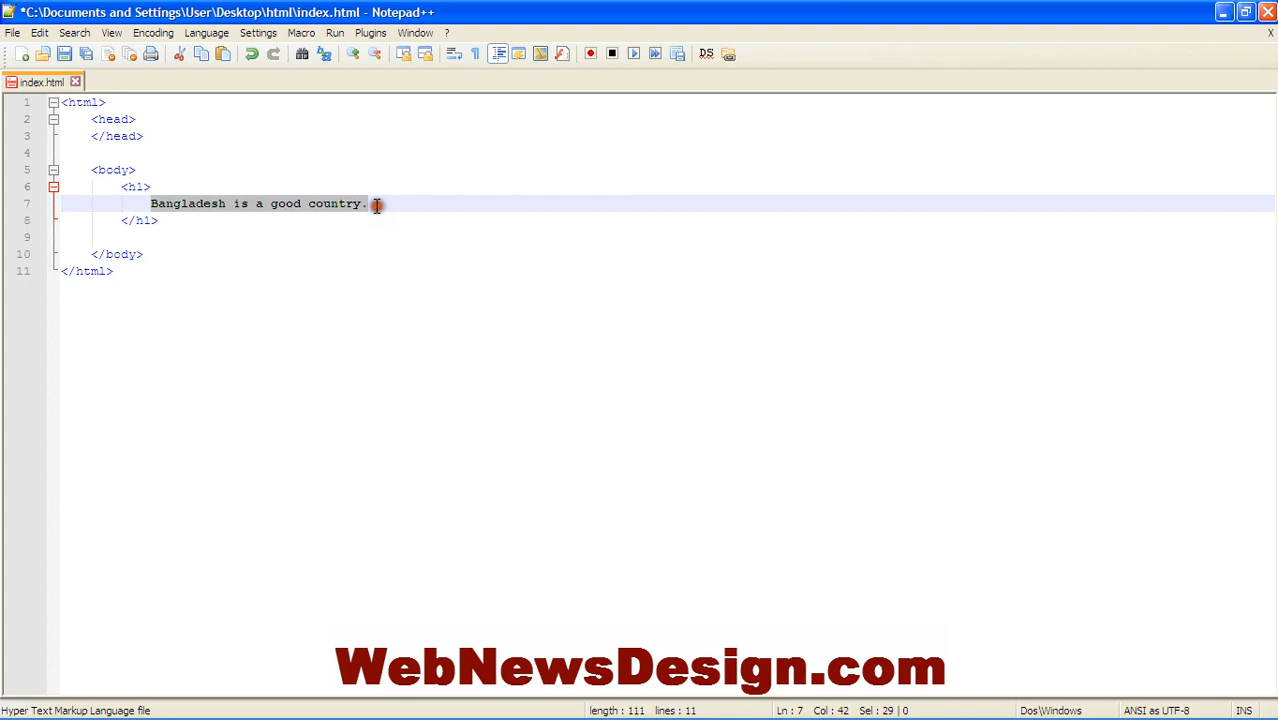 *C:\Documents and Settings\User\Desktop\html\index.html - Notepad++
File Edit Search View Encoding Language Settings Macro Run Plugins Window ? X
DS
index.html
1 <html>
2 <head>
3 </head>
4
5 <body>
6 <h1>
7 Bangladesh is a good country.
8 </h1>
9
10 </body>
11 </html>
WebNewsDesign.com
Hyper Text Markup Language file length : 111 lines : 11 Ln : 7 Col : 42 Sel : 29 | 0 Dos\Windows ANSI as UTF-8 INS